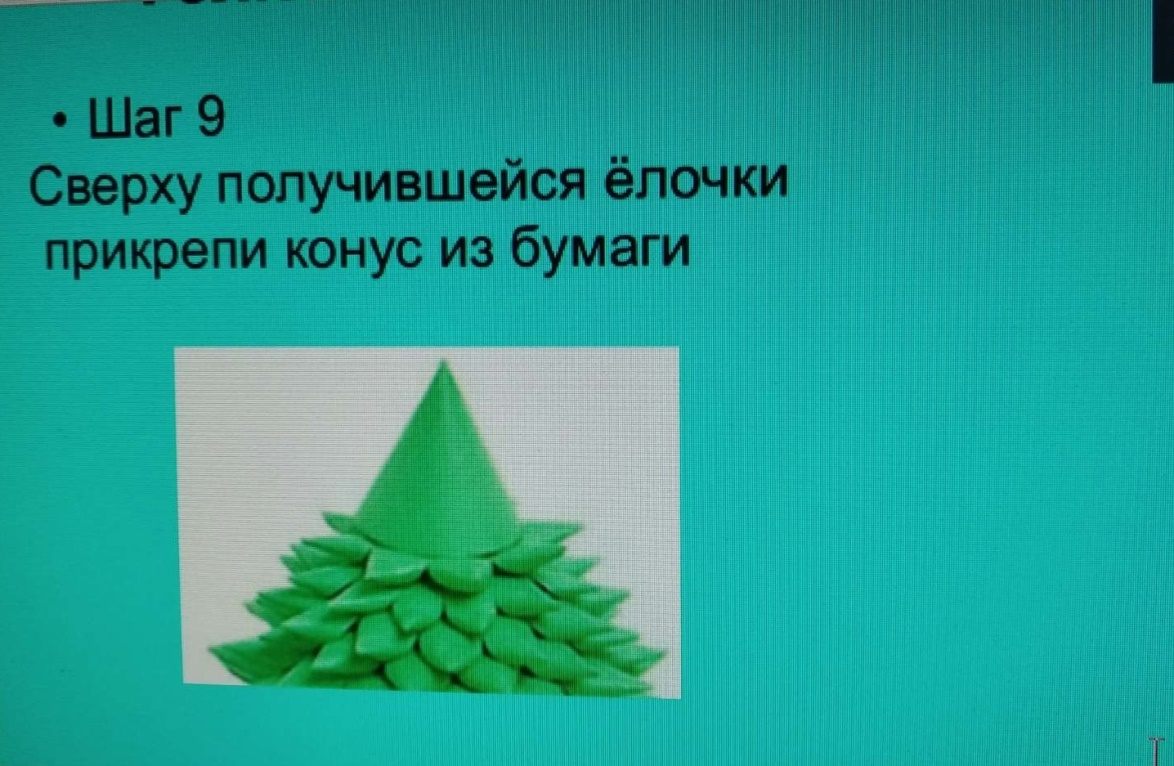 • Шаг 9
Сверху получившейся ёлочки
прикрепи конус из бумаги